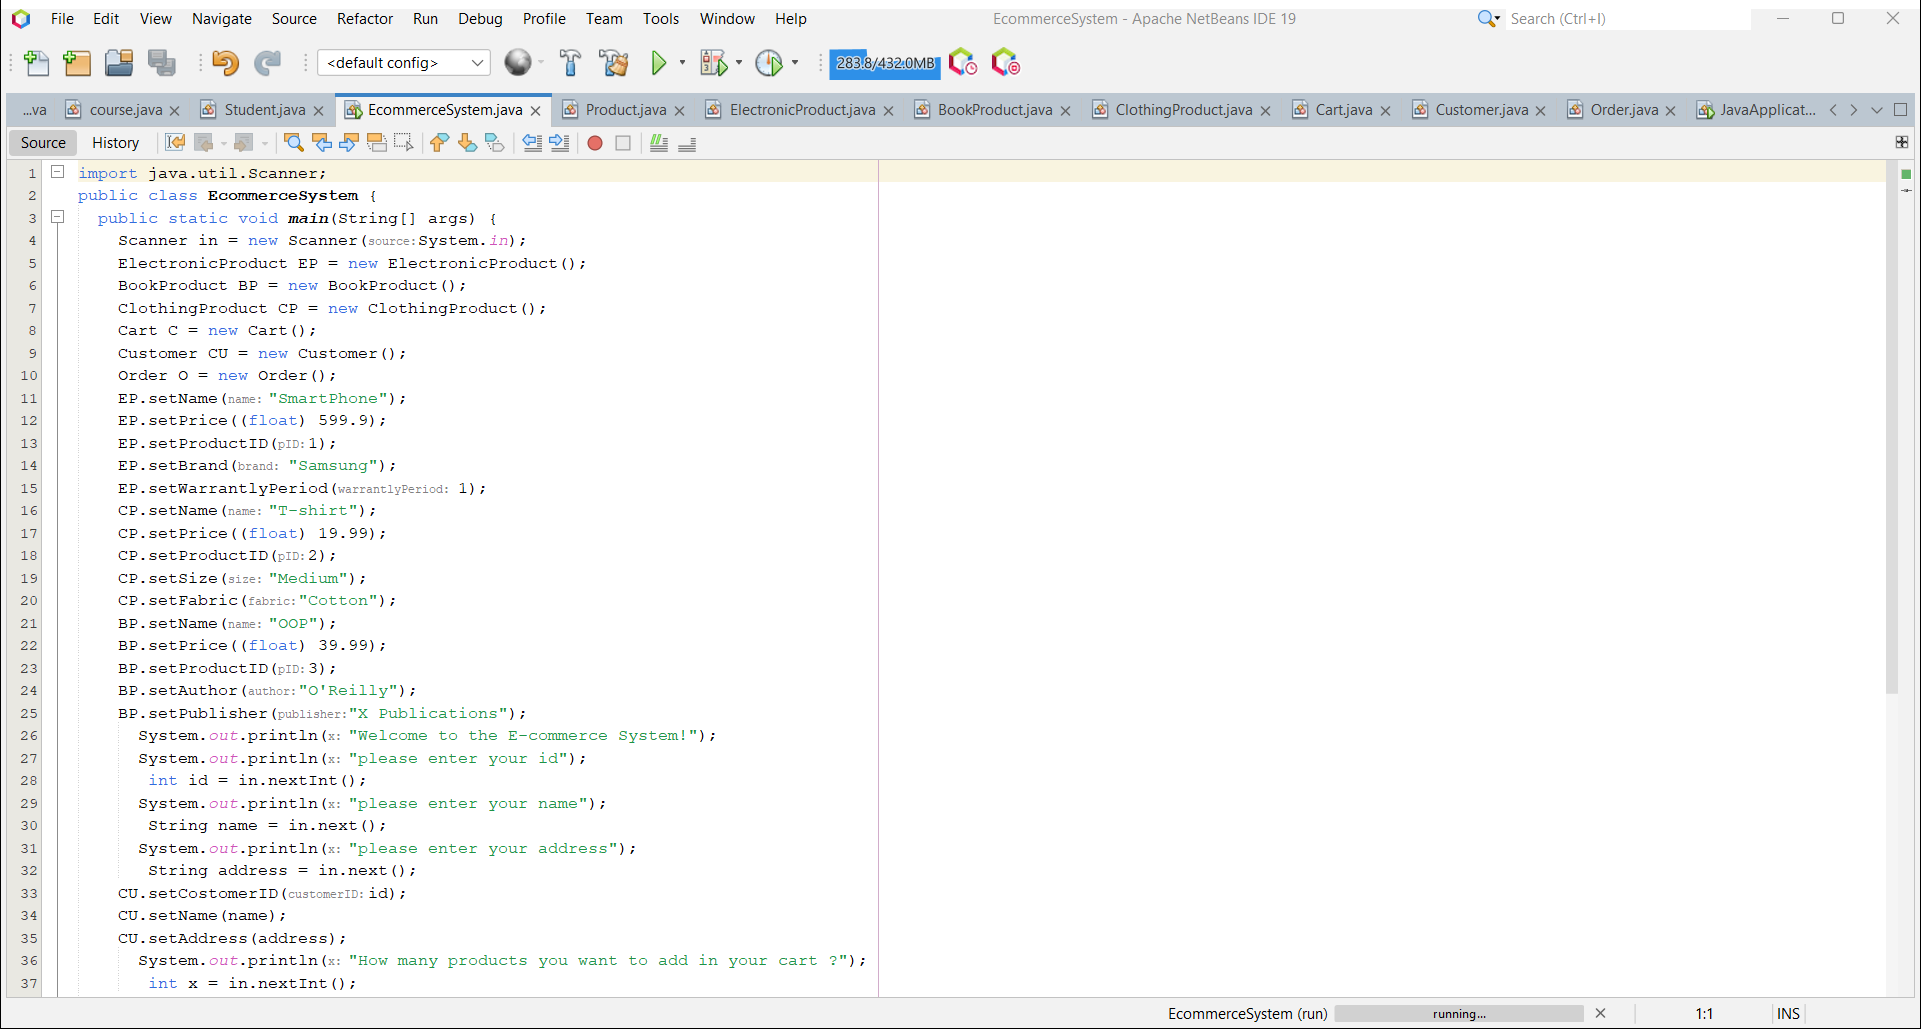 File Edit View Navigate Source Refactor Run Debug Profile Team Tools Window Help EcommerceSystem - Apache NetBeans IDE 19 Search (Ctrl+I)
<default config> 283.8/432.0MB
...va course.java Student.java EcommerceSystem.java Product.java ElectronicProduct.java BookProduct.java ClothingProduct.java Cart.java Customer.java Order.java JavaApplicat...
Source History
1 import java.util.Scanner;
2 public class EcommerceSystem {
3 public static void main(String[] args) {
4 Scanner in = new Scanner(source:System.in);
5 ElectronicProduct EP = new ElectronicProduct();
6 BookProduct BP = new BookProduct();
7 ClothingProduct CP = new ClothingProduct();
8 Cart C = new Cart();
9 Customer CU = new Customer();
10 Order O = new Order();
11 EP.setName(name: "SmartPhone");
12 EP.setPrice((float) 599.9);
13 EP.setProductID(pID:1);
14 EP.setBrand(brand: "Samsung");
15 EP.setWarrantlyPeriod(warrantlyPeriod: 1);
16 CP.setName(name: "T-shirt");
17 CP.setPrice((float) 19.99);
18 CP.setProductID(pID:2);
19 CP.setSize(size: "Medium");
20 CP.setFabric(fabric:"Cotton");
21 BP.setName(name: "OOP");
22 BP.setPrice((float) 39.99);
23 BP.setProductID(pID:3);
24 BP.setAuthor(author:"O'Reilly");
25 BP.setPublisher(publisher:"X Publications");
26 System.out.println(x: "Welcome to the E-commerce System!");
27 System.out.println(x: "please enter your id");
28 int id = in.nextInt();
29 System.out.println(x: "please enter your name");
30 String name = in.next();
31 System.out.println(x: "please enter your address");
32 String address = in.next();
33 CU.setCostomerID(customerID:id);
34 CU.setName(name);
35 CU.setAddress(address);
36 System.out.println(x: "How many products you want to add in your cart ?");
37 int x = in.nextInt();
EcommerceSystem (run) running... 1:1 INS